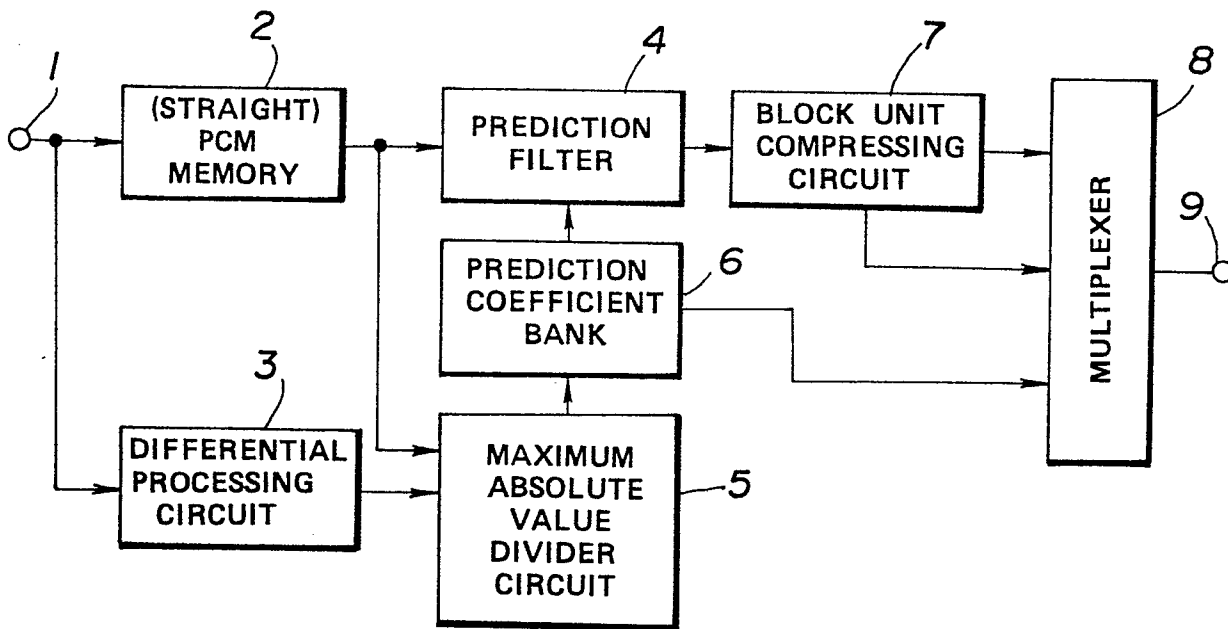 1
2
(STRAIGHT)
PCM
MEMORY
4
PREDICTION
FILTER
7
BLOCK UNIT
COMPRESSING
CIRCUIT
8
MULTIPLEXER
9
6
PREDICTION
COEFFICIENT
BANK
3
DIFFERENTIAL
PROCESSING
CIRCUIT
5
MAXIMUM
ABSOLUTE
VALUE
DIVIDER
CIRCUIT